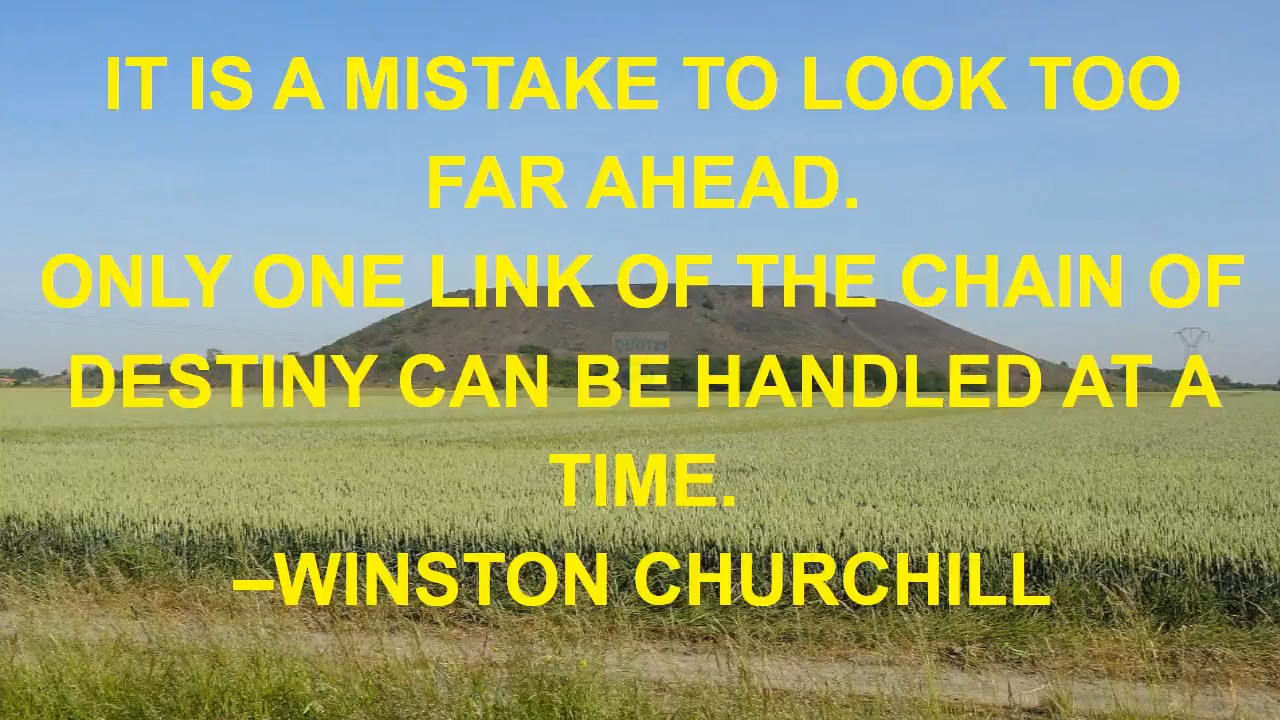 IT IS A MISTAKE TO LOOK TOO
FAR AHEAD.
ONLY ONE LINK OF THE CHAIN OF
DESTINY CAN BE HANDLED AT A
TIME.
–WINSTON CHURCHILL
QUOTES